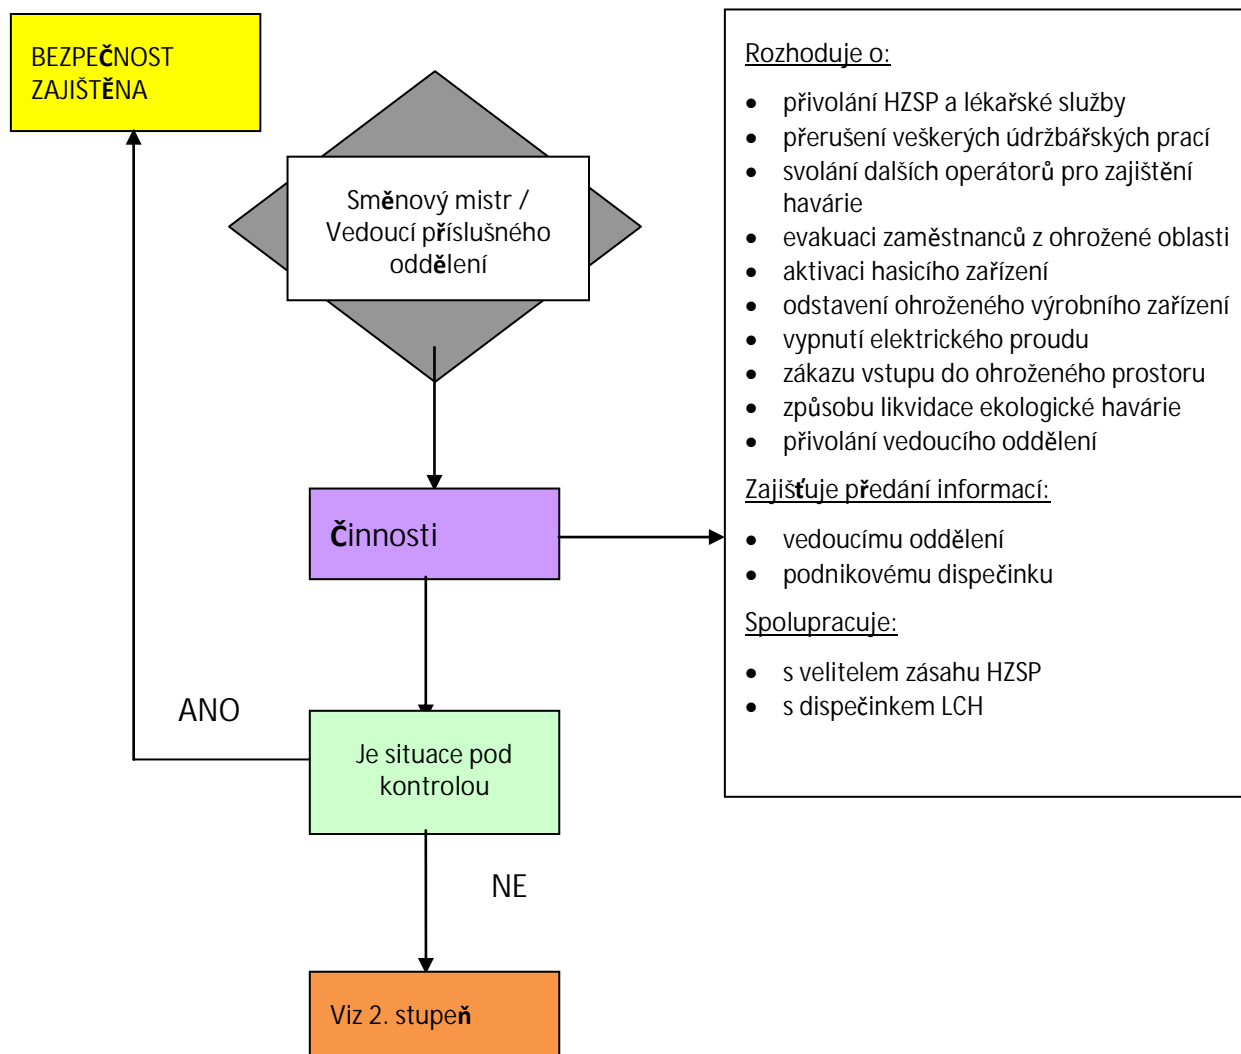 BEZPEČNOST
ZAJIŠTĚNA
Směnový mistr /
Vedoucí příslušného
oddělení
Činnosti
ANO
Je situace pod
kontrolou
NE
Viz 2. stupeň
Rozhoduje o:
• přivolání HZSP a lékařské služby
• přerušení veškerých údržbářských prací
• svolání dalších operátorů pro zajištění
havárie
• evakuaci zaměstnanců z ohrožené oblasti
• aktivaci hasicího zařízení
• odstavení ohroženého výrobního zařízení
• vypnutí elektrického proudu
• zákazu vstupu do ohroženého prostoru
• způsobu likvidace ekologické havárie
• přivolání vedoucího oddělení
Zajišťuje předání informací:
• vedoucímu oddělení
• podnikovému dispečinku
Spolupracuje:
• s velitelem zásahu HZSP
• s dispečinkem LCH